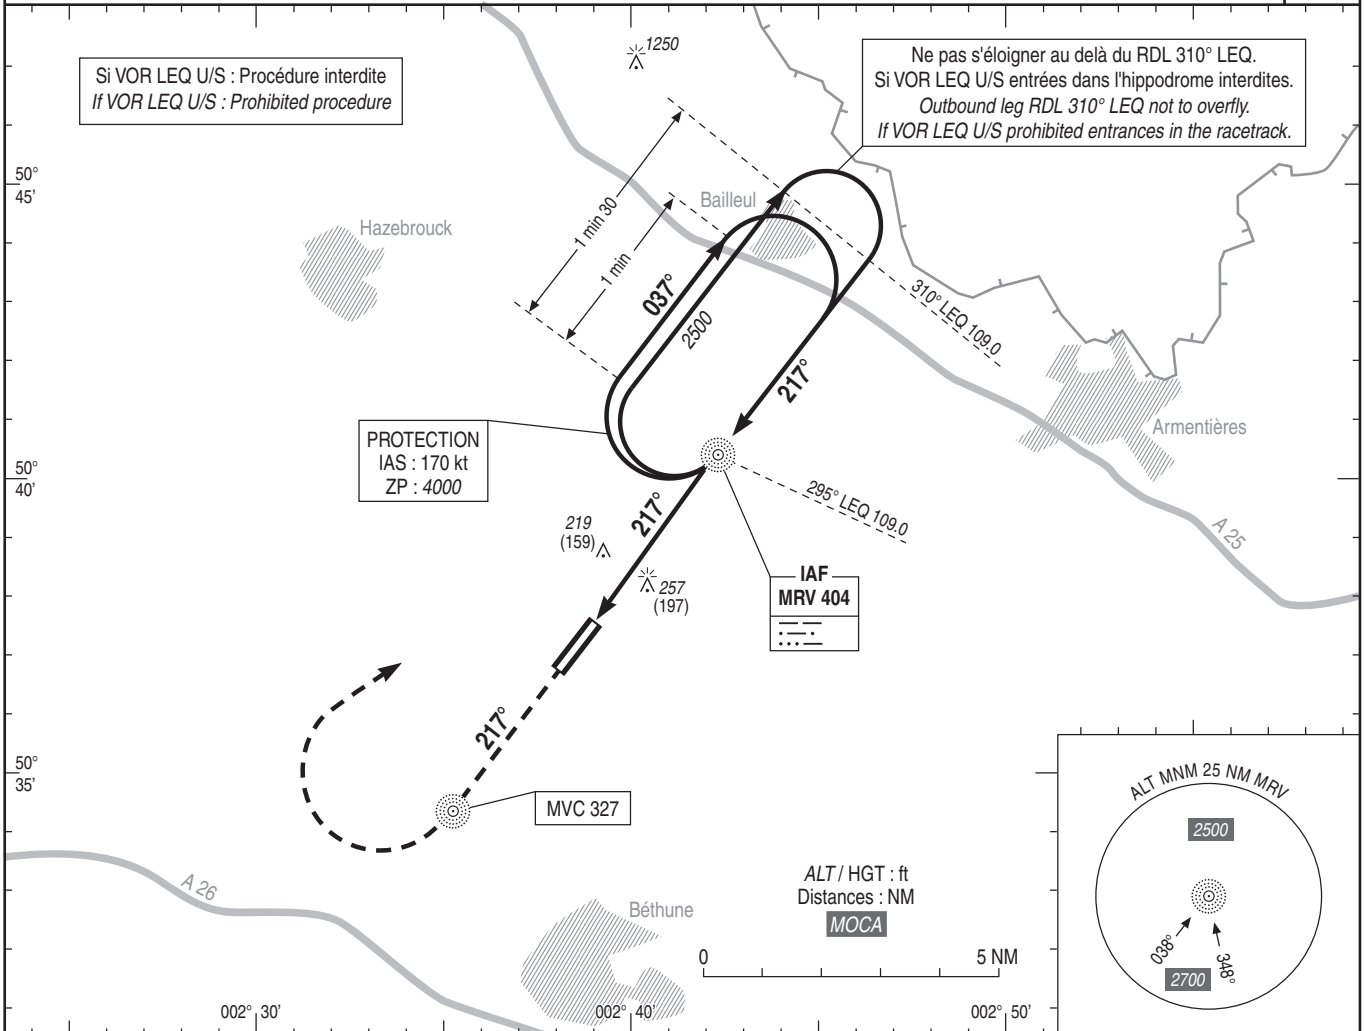 1250
Si VOR LEQ U/S : Procédure interdite
If VOR LEQ U/S : Prohibited procedure
Ne pas s'éloigner au delà du RDL 310° LEQ.
Si VOR LEQ U/S entrées dans l'hippodrome interdites.
Outbound leg RDL 310° LEQ not to overfly.
If VOR LEQ U/S prohibited entrances in the racetrack.
50°
45'
Hazebrouck
Bailleul
1 min 30
1 min
037°
2500
310° LEQ 109.0
217°
Armentières
PROTECTION
IAS : 170 kt
ZP : 4000
50°
40'
295° LEQ 109.0
217°
219
(159)
257
(197)
A 25
IAF
MRV 404
217°
50°
35'
MVC 327
A 26
Béthune
ALT / HGT : ft
Distances : NM
MOCA
0
5 NM
ALT MNM 25 NM MRV
2500
038°
348°
2700
002° 30'
002° 40'
002° 50'